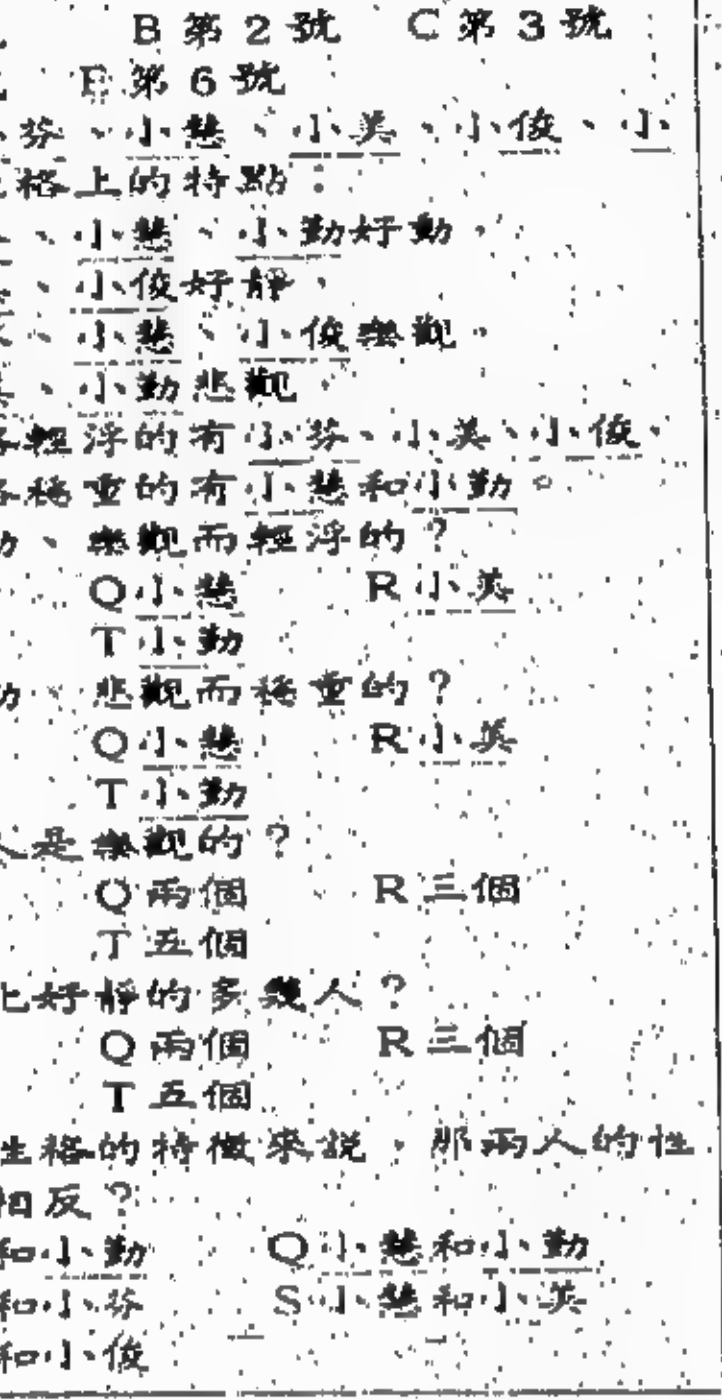 B 第 2 號 C 第 3 號
E 第 6 號
芬、小慧、小英、小俊、小
格上的特點：
、小慧、小勤好動。
、小俊好靜。
、小慧、小俊樂觀。
、小勤悲觀。
輕浮的有小芬、小美、小俊。
穩重的有小慧和小勤。
、樂觀而輕浮的？
Q 小慧 R 小英
T 小勤
、悲觀而穩重的？
Q 小慧 R 小英
T 小勤
人是樂觀的？
Q 兩個 R 三個
T 五個
比好靜的多幾人？
Q 兩個 R 三個
T 五個
性格的特徵來說，那兩人的性
相反？
和小勤 Q 小慧和小勤
和小芬 S 小慧和小英
和小俊